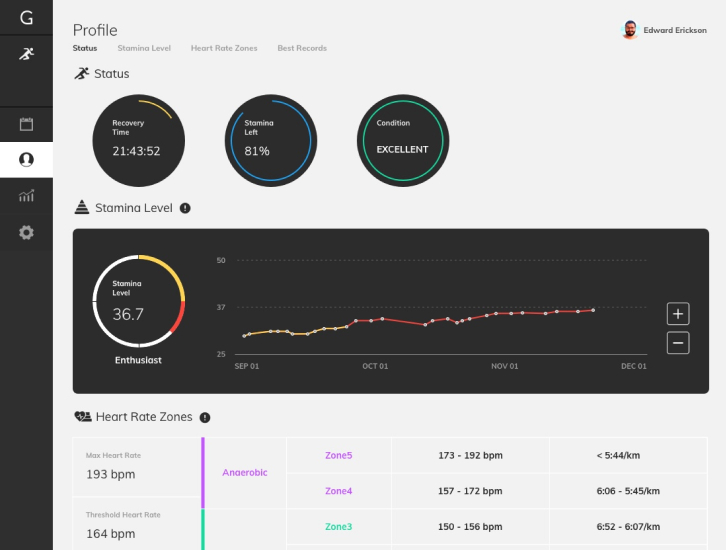 G
Profile
Edward Erickson
Status
Stamina Level
Heart Rate Zones
Best Records
Status
Recovery
Time
21:43:52
Stamina
Left
81%
Condition
EXCELLENT
Stamina Level
Stamina
Level
36.7
Enthusiast
50
37
25
SEP 01
OCT 01
NOV 01
DEC 01
+
−
Heart Rate Zones
Max Heart Rate
193 bpm
Threshold Heart Rate
164 bpm
Anaerobic
Zone5
173 - 192 bpm
< 5:44/km
Zone4
157 - 172 bpm
6:06 - 5:45/km
Zone3
150 - 156 bpm
6:52 - 6:07/km